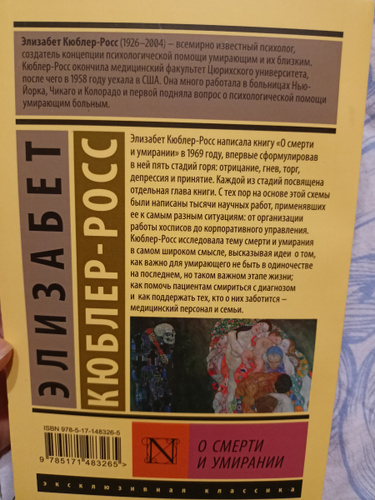 Элизабет Кюблер-Росс (1926–2004) – всемирно известный психолог,
создатель концепции психологической помощи умирающим и их близким.
Кюблер-Росс окончила медицинский факультет Цюрихского университета,
после чего в 1958 году уехала в США. Она много работала в больницах Нью-
Йорка, Чикаго и Колорадо и первой подняла вопрос о психологической помощи
умирающим больным.
ЭЛИЗАБЕТ
КЮБЛЕР-РОСС
Элизабет Кюблер-Росс написала книгу «О смерти
и умирании» в 1969 году, впервые сформулировав
в ней пять стадий горя: отрицание, гнев, торг,
депрессия и принятие. Каждой из стадий посвящена
отдельная глава книги. С тех пор на основе этой схемы
были написаны тысячи научных работ, применявших
ее к самым разным ситуациям: от организации
работы хосписов до корпоративного управления.
Кюблер-Росс исследовала тему смерти и умирания
в самом широком смысле, высказывая идеи о том,
как важно для умирающего не быть в одиночестве
на последнем, но таком важном этапе жизни;
как помочь пациентам смириться с диагнозом
и как поддержать тех, кто о них заботится –
медицинский персонал и семьи.
ISBN 978-5-17-148326-5
9 785171 483265 >
N
О СМЕРТИ
И УМИРАНИИ
эксклюзивная классика